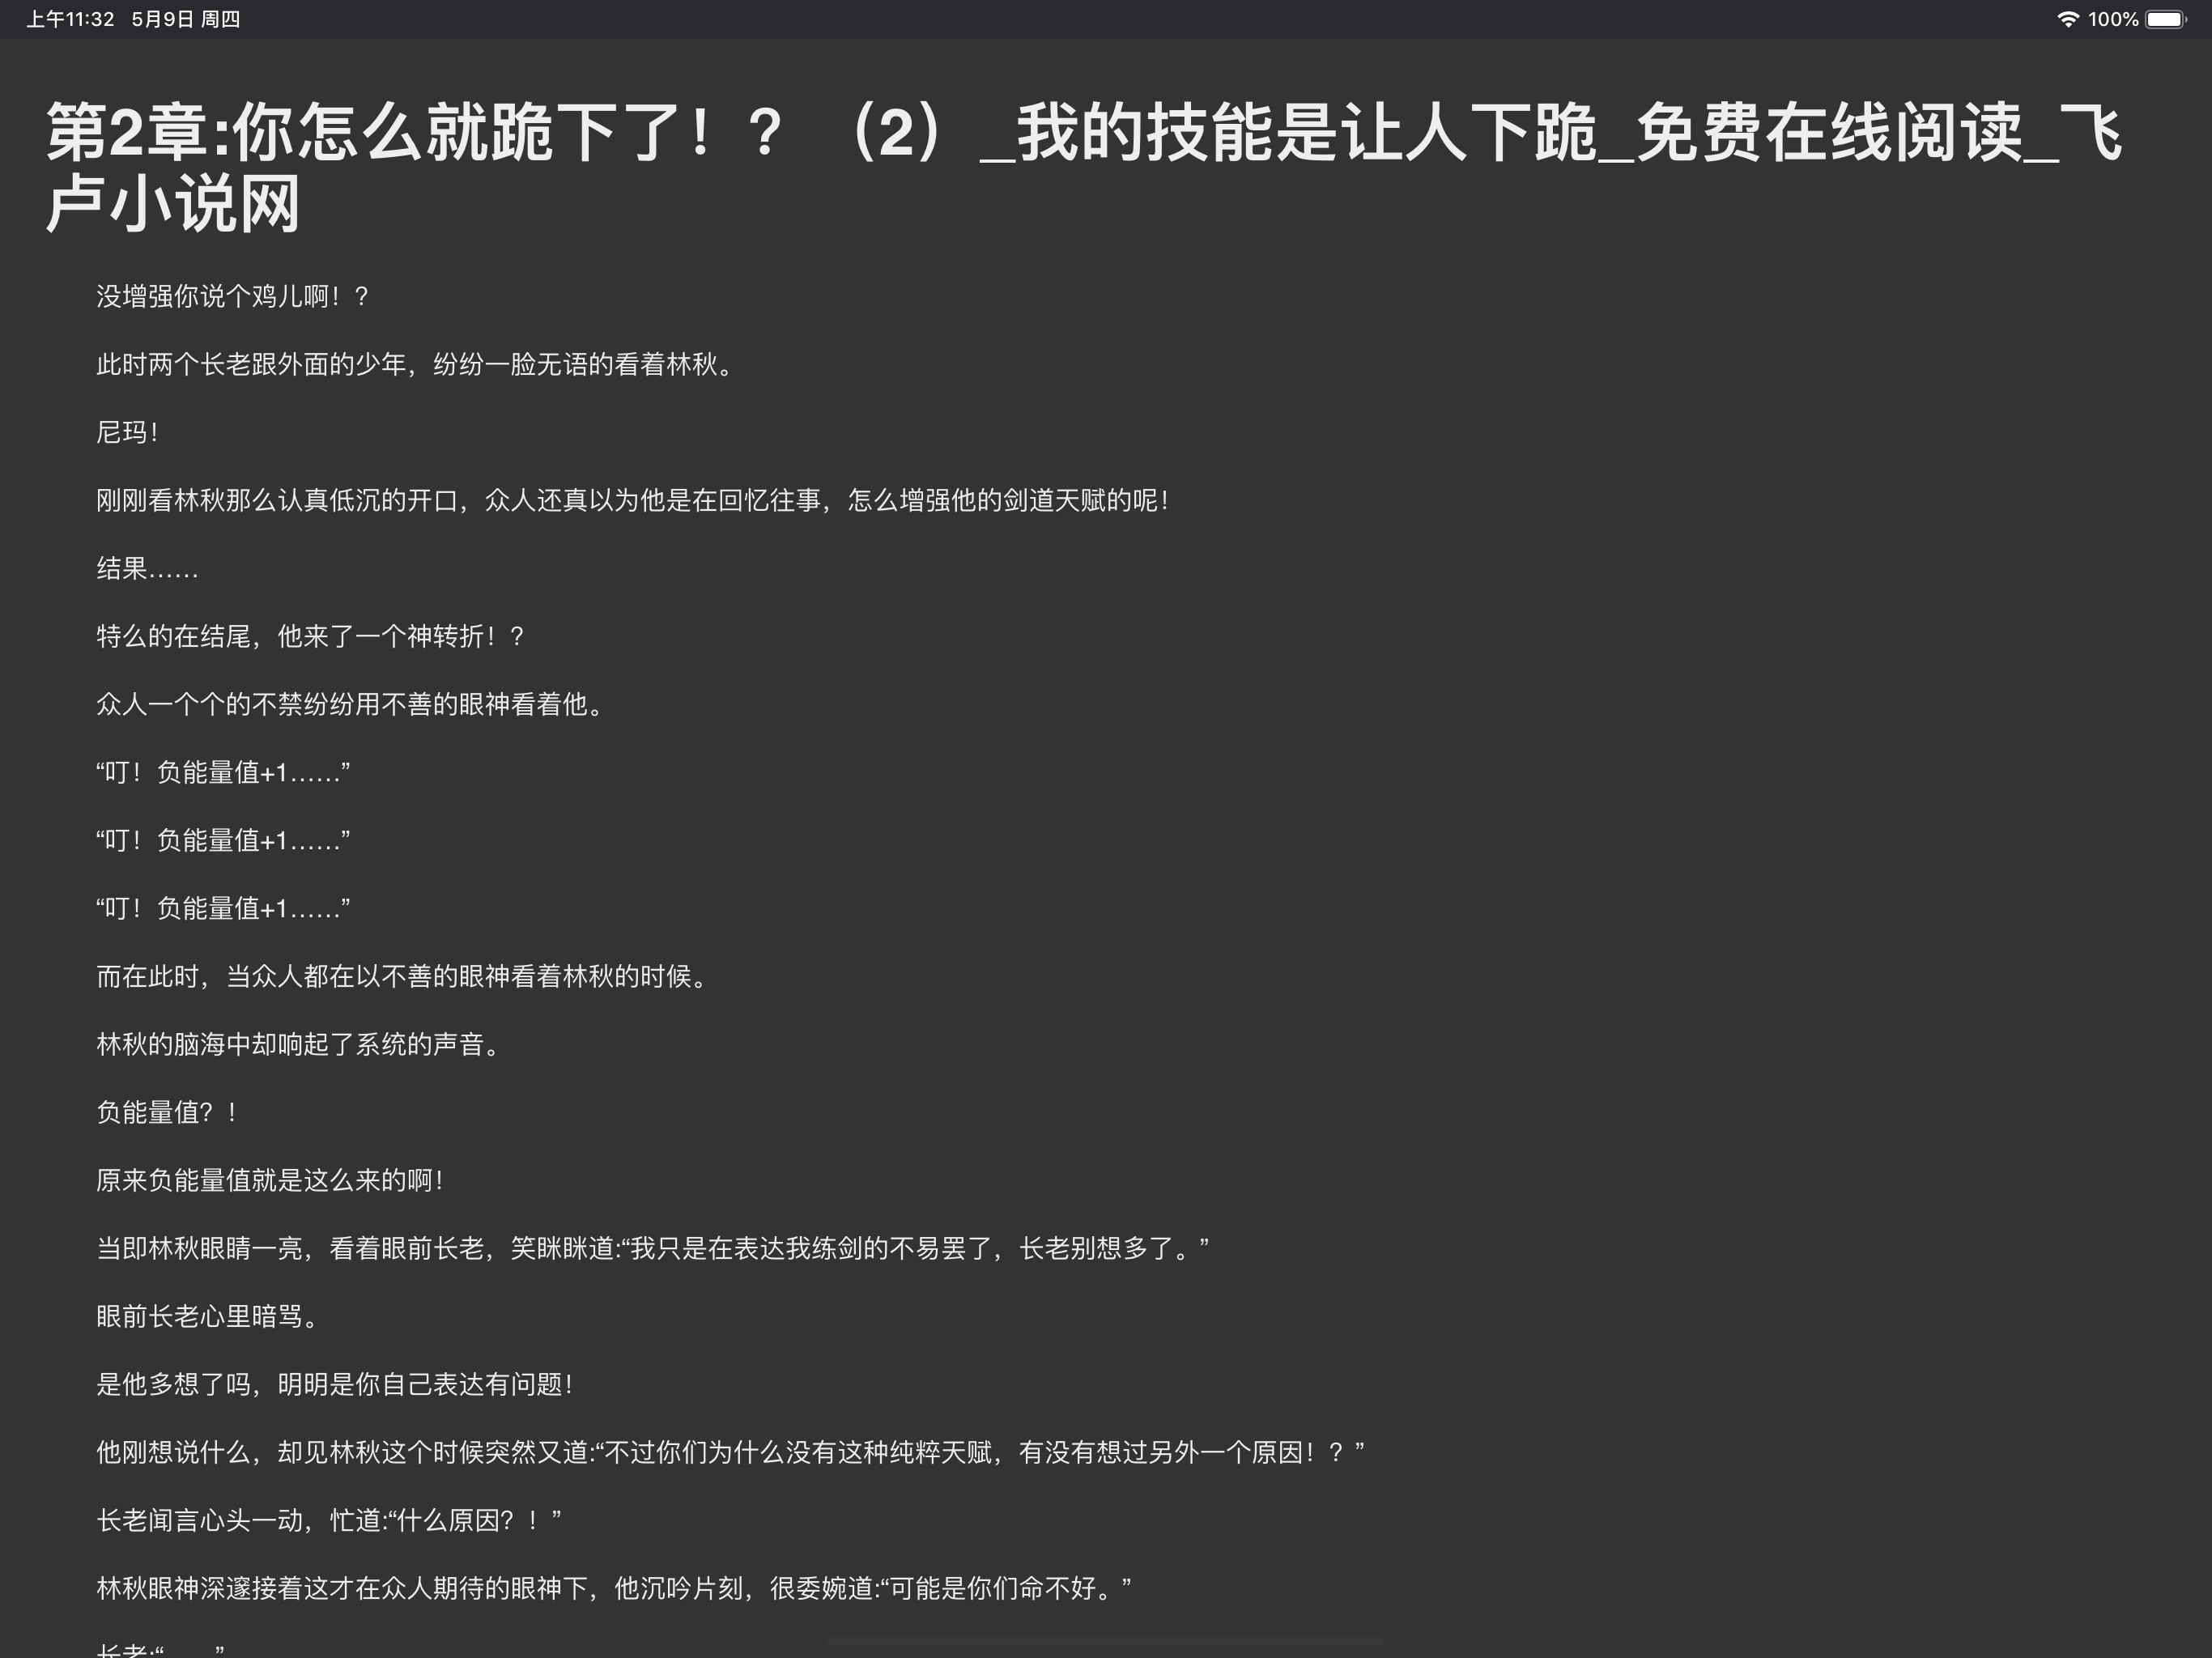 上午11:32 5月9日 周四
100%
第2章:你怎么就跪下了！？（2）_我的技能是让人下跪_免费在线阅读_飞
卢小说网
没增强你说个鸡儿啊！？
此时两个长老跟外面的少年，纷纷一脸无语的看着林秋。
尼玛！
刚刚看林秋那么认真低沉的开口，众人还真以为他是在回忆往事，怎么增强他的剑道天赋的呢！
结果……
特么的在结尾，他来了一个神转折！？
众人一个个的不禁纷纷用不善的眼神看着他。
“叮！负能量值+1……”
“叮！负能量值+1……”
“叮！负能量值+1……”
而在此时，当众人都在以不善的眼神看着林秋的时候。
林秋的脑海中却响起了系统的声音。
负能量值？！
原来负能量值就是这么来的啊！
当即林秋眼睛一亮，看着眼前长老，笑眯眯道:“我只是在表达我练剑的不易罢了，长老别想多了。”
眼前长老心里暗骂。
是他多想了吗，明明是你自己表达有问题！
他刚想说什么，却见林秋这个时候突然又道:“不过你们为什么没有这种纯粹天赋，有没有想过另外一个原因！？”
长老闻言心头一动，忙道:“什么原因？！”
林秋眼神深邃接着这才在众人期待的眼神下，他沉吟片刻，很委婉道:“可能是你们命不好。”
长老:“……”